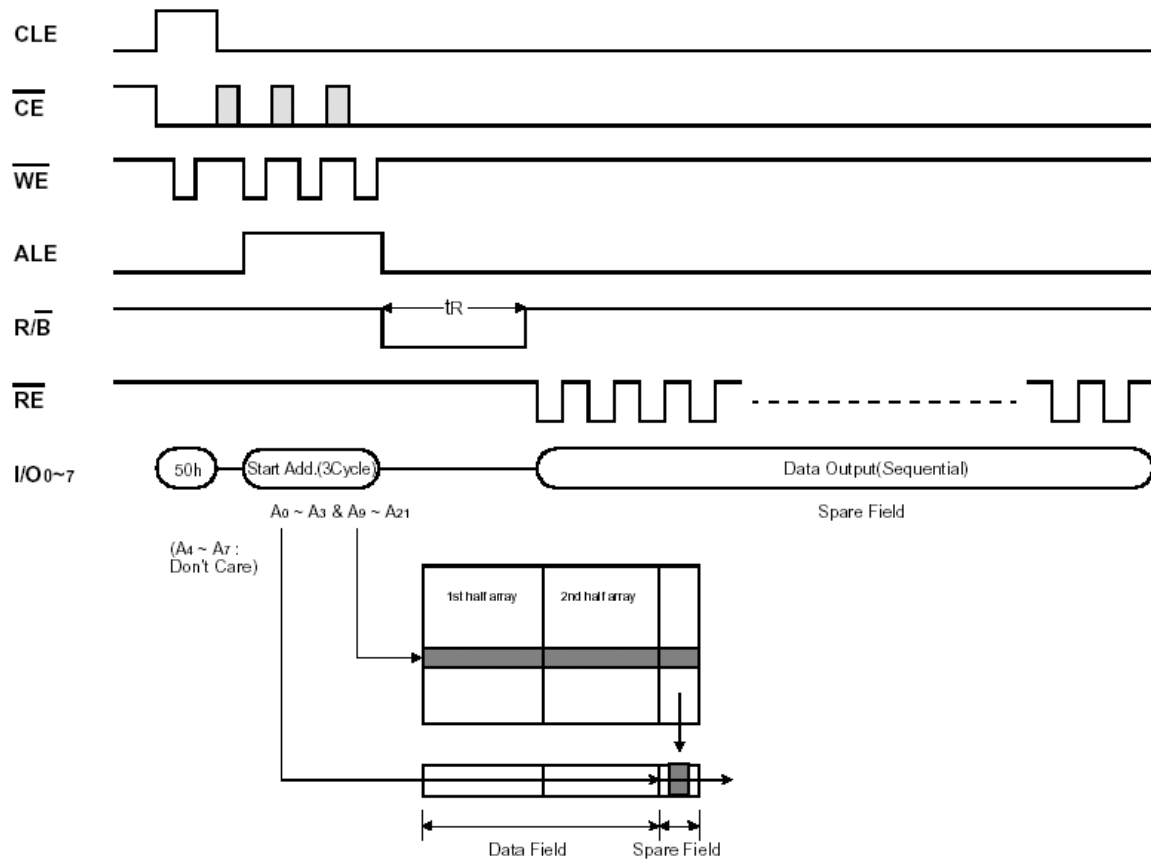 CLE
CE
WE
ALE
R/B
tR
RE
I/O0~7
50h
Start Add.(3Cycle)
Data Output(Sequential)
A0 ~ A3 & A9 ~ A21
Spare Field
(A4 ~ A7 :
Don't Care)
1st half array
2nd half array
Data Field
Spare Field